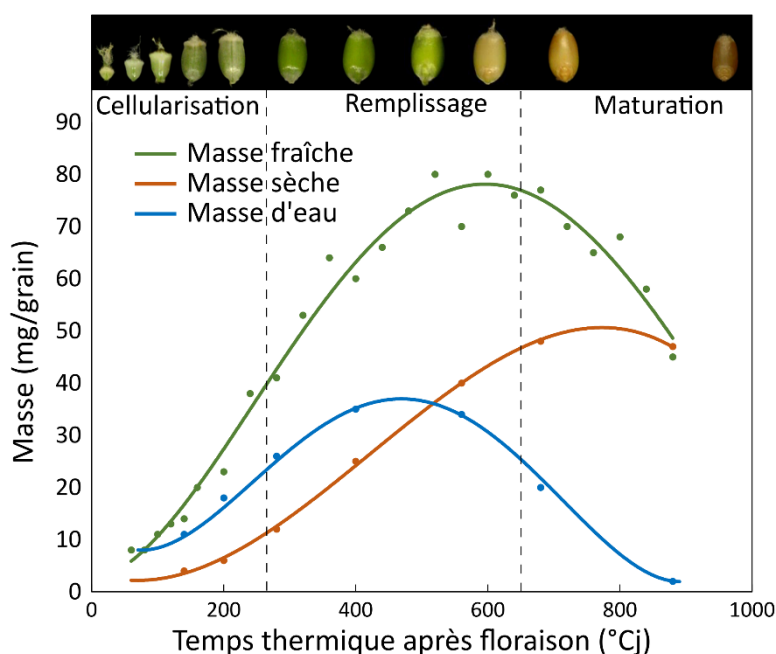 Cellularisation
Remplissage
Maturation
90
80
70
60
50
40
30
20
10
0
Masse fraîche
Masse sèche
Masse d'eau
Masse (mg/grain)
0
200
400
600
800
1000
Temps thermique après floraison (°Cj)